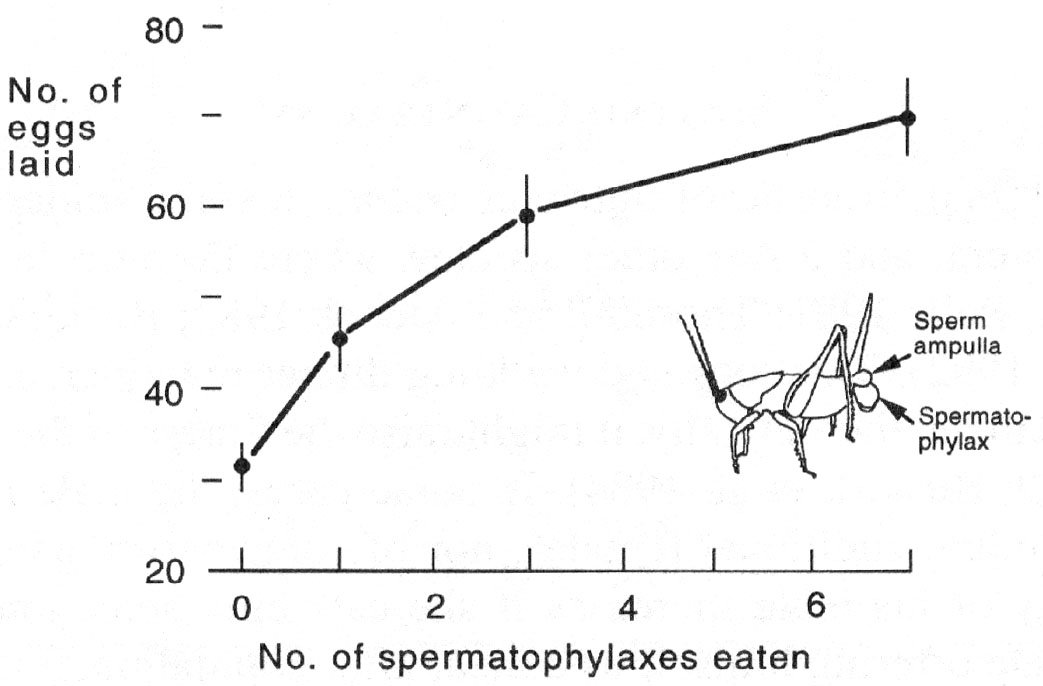 80
No. of
eggs
laid
60
40
20
0 2 4 6
No. of spermatophylaxes eaten
Sperm
ampulla
Spermato-
phylax